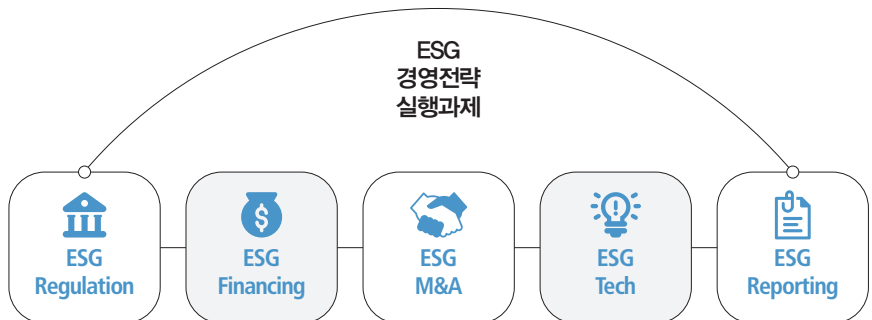 ESG
경영전략
실행과제
ESG
Regulation
ESG
Financing
ESG
M&A
ESG
Tech
ESG
Reporting